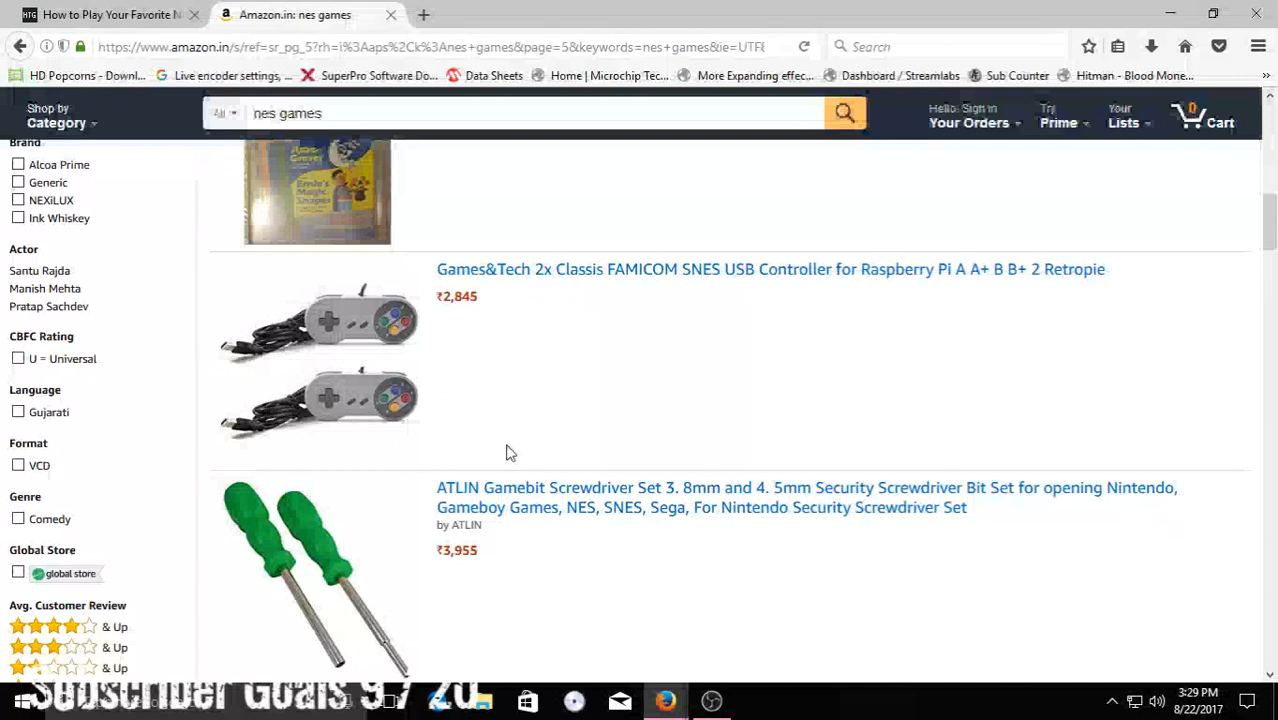 How to Play Your Favorite N
Amazon.in: nes games
https://www.amazon.in/s/ref=sr_pg_5?rh=i%3Aaps%2Ck%3Anes+games&page=5&keywords=nes+games&ie=UTF8
Search
HD Popcorns - Downl...
Live encoder settings, ...
SuperPro Software Do...
Data Sheets
Home | Microchip Tec...
More Expanding effec...
Dashboard / Streamlabs
Sub Counter
Hitman - Blood Mone...
Shop by
Category
All
nes games
Hello. Sign in
Your Orders
Try
Prime
Your
Lists
0
Cart
Brand
Alcoa Prime
Generic
NEXiLUX
Ink Whiskey
Actor
Santu Rajda
Manish Mehta
Pratap Sachdev
CBFC Rating
U = Universal
Language
Gujarati
Format
VCD
Genre
Comedy
Global Store
global store
Avg. Customer Review
& Up
& Up
& Up
Ernie's
Magic
Shapes
Games&Tech 2x Classis FAMICOM SNES USB Controller for Raspberry Pi A A+ B B+ 2 Retropie
₹2,845
ATLIN Gamebit Screwdriver Set 3. 8mm and 4. 5mm Security Screwdriver Bit Set for opening Nintendo,
Gameboy Games, NES, SNES, Sega, For Nintendo Security Screwdriver Set
by ATLIN
₹3,955
Subscriber Goals 9 / 20
3:29 PM
8/22/2017